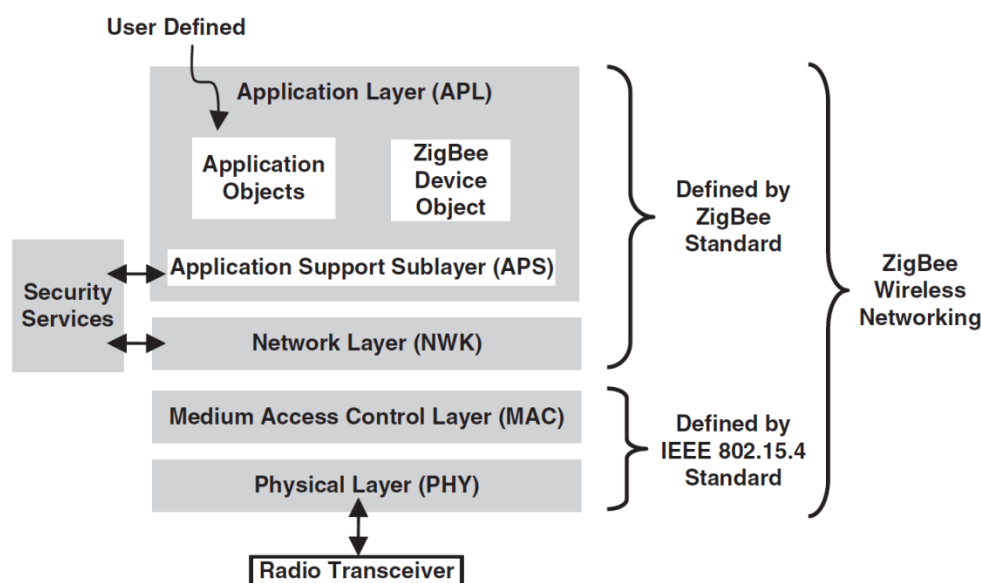 User Defined
Application Layer (APL)
Application
Objects
ZigBee
Device
Object
Application Support Sublayer (APS)
Security
Services
Network Layer (NWK)
Medium Access Control Layer (MAC)
Physical Layer (PHY)
Radio Transceiver
Defined by
ZigBee
Standard
Defined by
IEEE 802.15.4
Standard
ZigBee
Wireless
Networking